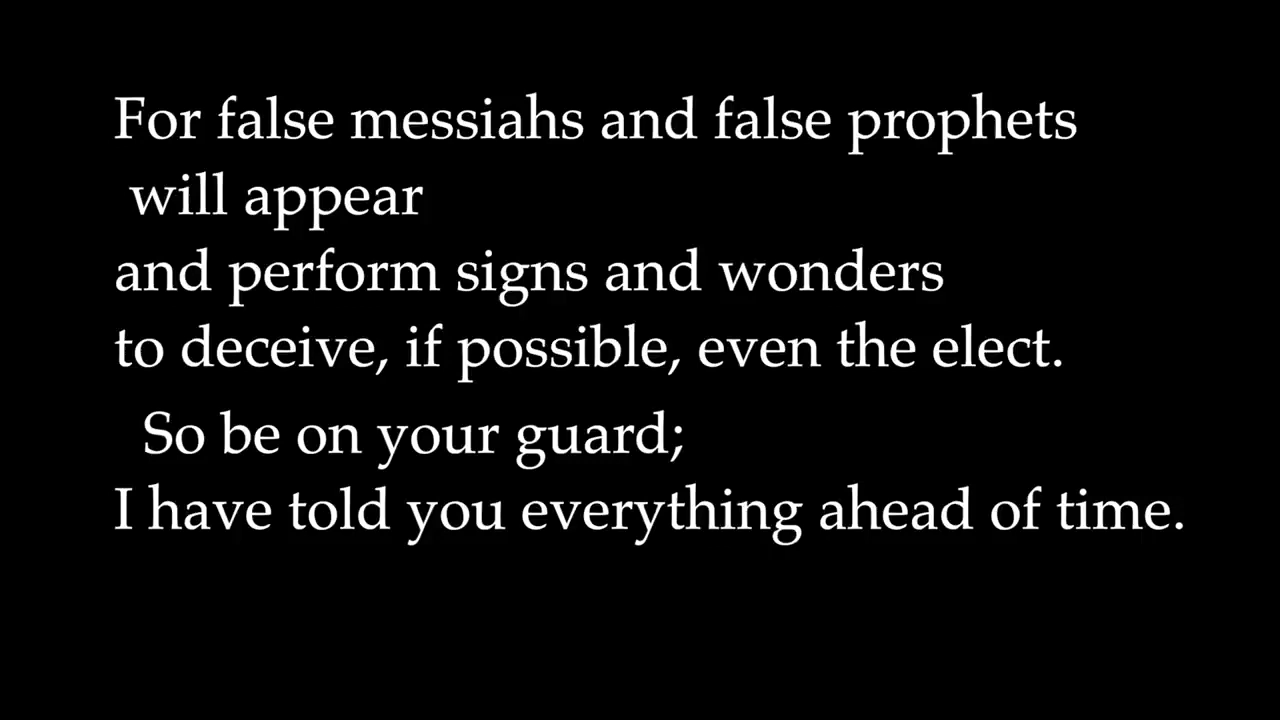 For false messiahs and false prophets
will appear
and perform signs and wonders
to deceive, if possible, even the elect.
So be on your guard;
I have told you everything ahead of time.